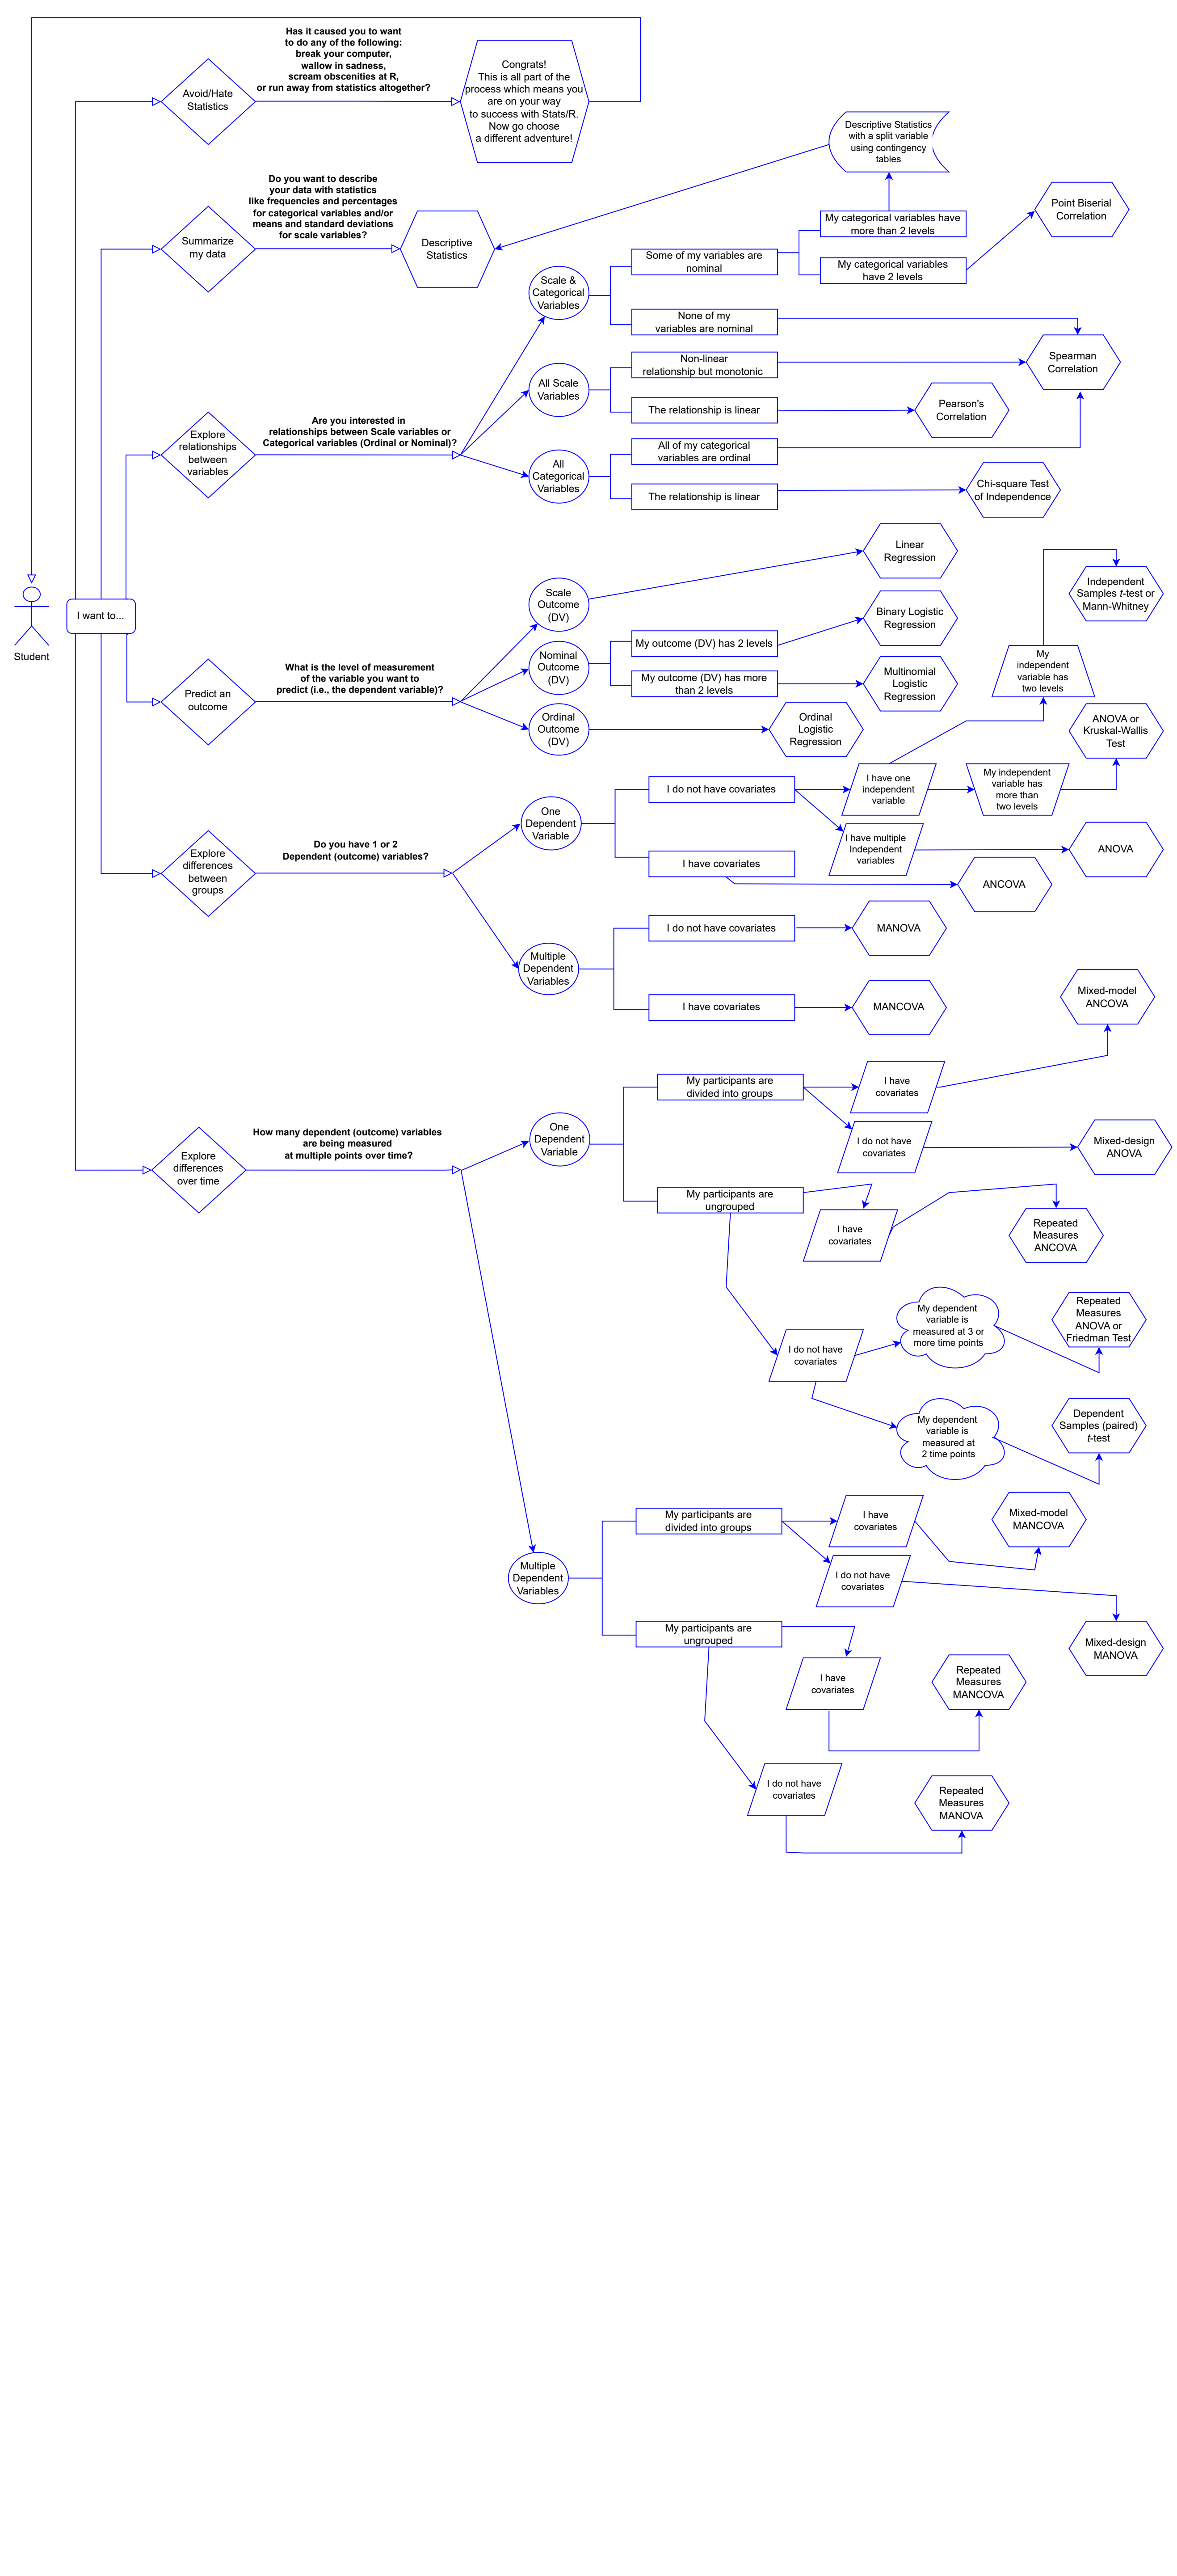 Has it caused you to want
to do any of the following:
break your computer,
wallow in sadness,
scream obscenities at R,
or run away from statistics altogether?
Avoid/Hate
Statistics
Congrats!
This is all part of the
process which means you
are on your way
to success with Stats/R.
Now go choose
a different adventure!
Do you want to describe
your data with statistics
like frequencies and percentages
for categorical variables and/or
means and standard deviations
for scale variables?
Summarize
my data
Descriptive
Statistics
Descriptive Statistics
with a split variable
using contingency
tables
My categorical variables have
more than 2 levels
My categorical variables
have 2 levels
Point Biserial
Correlation
Scale &
Categorical
Variables
Some of my variables are
nominal
None of my
variables are nominal
Spearman
Correlation
All Scale
Variables
Non-linear
relationship but monotonic
The relationship is linear
Pearson's
Correlation
Explore
relationships
between
variables
Are you interested in
relationships between Scale variables or
Categorical variables (Ordinal or Nominal)?
All
Categorical
Variables
All of my categorical
variables are ordinal
The relationship is linear
Chi-square Test
of Independence
Student
I want to...
Linear
Regression
Scale
Outcome
(DV)
Binary Logistic
Regression
Nominal
Outcome
(DV)
My outcome (DV) has 2 levels
My outcome (DV) has more
than 2 levels
Multinomial
Logistic
Regression
Predict an
outcome
What is the level of measurement
of the variable you want to
predict (i.e., the dependent variable)?
Ordinal
Outcome
(DV)
Ordinal
Logistic
Regression
Independent
Samples t-test or
Mann-Whitney
My
independent
variable has
two levels
ANOVA or
Kruskal-Wallis
Test
I do not have covariates
I have one
independent
variable
My independent
variable has
more than
two levels
One
Dependent
Variable
I have multiple
Independent
variables
ANOVA
I have covariates
ANCOVA
Explore
differences
between
groups
Do you have 1 or 2
Dependent (outcome) variables?
I do not have covariates
MANOVA
Multiple
Dependent
Variables
I have covariates
MANCOVA
Mixed-model
ANCOVA
My participants are
divided into groups
I have
covariates
One
Dependent
Variable
I do not have
covariates
Mixed-design
ANOVA
Explore
differences
over time
How many dependent (outcome) variables
are being measured
at multiple points over time?
My participants are
ungrouped
I have
covariates
Repeated
Measures
ANCOVA
I do not have
covariates
My dependent
variable is
measured at 3 or
more time points
Repeated
Measures
ANOVA or
Friedman Test
My dependent
variable is
measured at
2 time points
Dependent
Samples (paired)
t-test
Multiple
Dependent
Variables
My participants are
divided into groups
I have
covariates
Mixed-model
MANCOVA
I do not have
covariates
Mixed-design
MANOVA
My participants are
ungrouped
I have
covariates
Repeated
Measures
MANCOVA
I do not have
covariates
Repeated
Measures
MANOVA